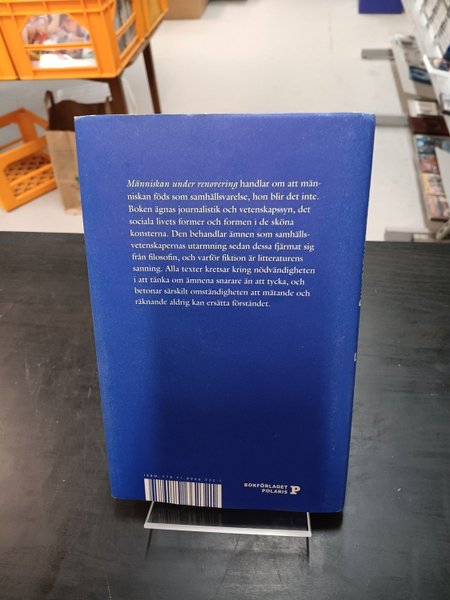 Människan under renovering handlar om att män-
niskan föds som samhällsvarelse, hon blir det inte.
Boken ägnas journalistik och vetenskapssyn, det
sociala livets former och formen i de sköna
konsterna. Den behandlar ämnen som samhälls-
vetenskapernas utarmning sedan dessa fjärmat sig
från filosofin, och varför fiktion är litteraturens
sanning. Alla texter kretsar kring nödvändigheten
i att tänka om ämnena snarare än att tycka, och
betonar särskilt omständigheten att mätande och
räknande aldrig kan ersätta förståndet.
BOKFÖRLAGET
POLARIS P